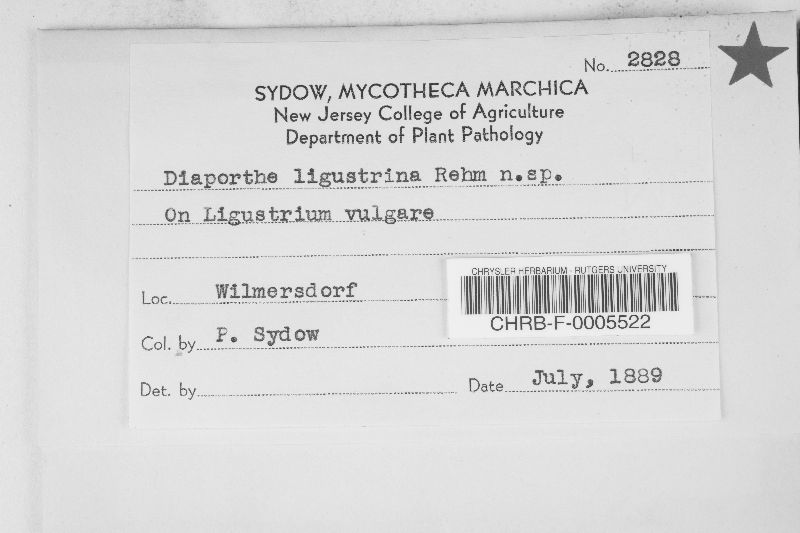 No. 2828
SYDOW, MYCOTHECA MARCHICA
New Jersey College of Agriculture
Department of Plant Pathology
Diaporthe ligustrina Rehm n.sp.
On Ligustrium vulgare
CHRYSLER HERBARIUM - RUTGERS UNIVERSITY
CHRB-F-0005522
Loc. Wilmersdorf
Col. by P. Sydow
Det. by
Date July, 1889